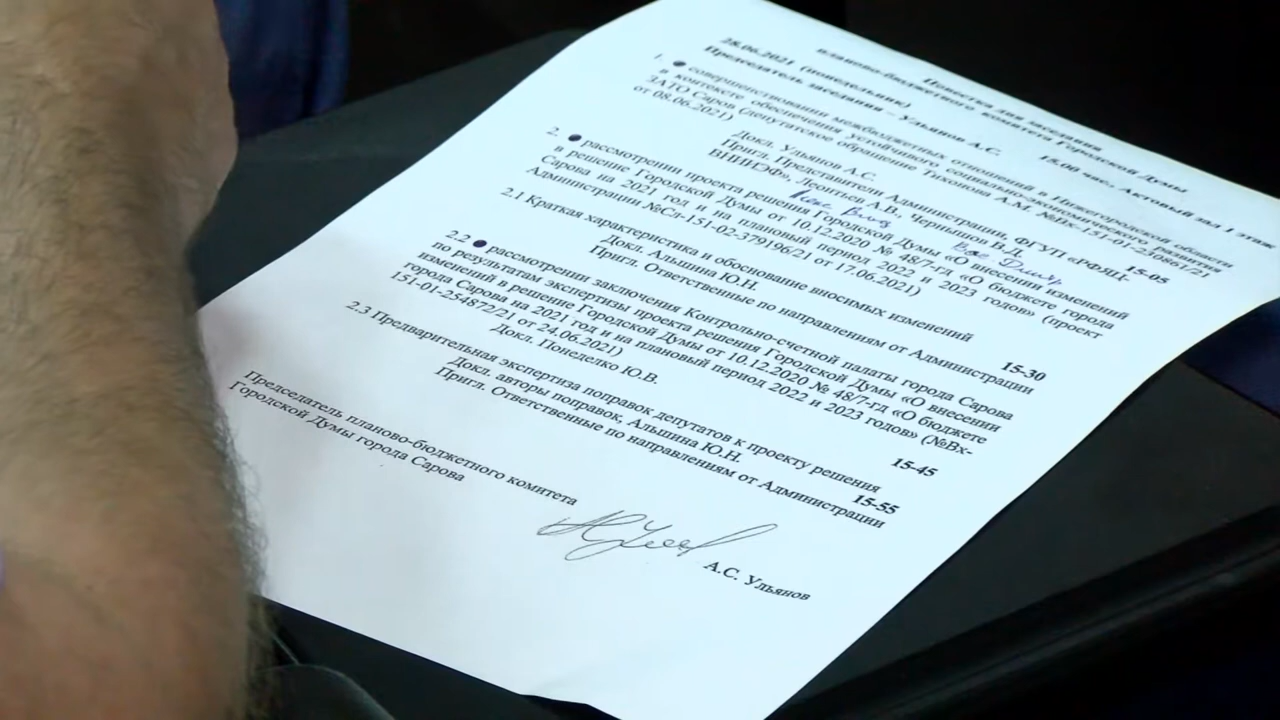 Повестка дня заседания
планово-бюджетного комитета Городской Думы
28.06.2021 (понедельник) 15.00 час., Актовый зал 1 этаж
Председатель заседания – Ульянов А.С.
1. ● совершенствовании межбюджетных отношений в Нижегородской области
в контексте обеспечения устойчивого социально-экономического развития
ЗАТО Саров (депутатское обращение Тихонова А.М. №Вх-151-01-250861/21
от 08.06.2021)
15-05
Докл. Ульянов А.С.
Пригл. Представители Администрации, ФГУП «РФЯЦ-
ВНИИЭФ», Леонтьев А.В., Чернышов В.Д.
2. ● рассмотрении проекта решения Городской Думы «О внесении изменений
в решение Городской Думы от 10.12.2020 № 48/7-гд «О бюджете города
Сарова на 2021 год и на плановый период 2022 и 2023 годов» (проект
Администрации №Сл-151-02-379196/21 от 17.06.2021)
2.1 Краткая характеристика и обоснование вносимых изменений 15-30
Докл. Альшина Ю.Н.
Пригл. Ответственные по направлениям от Администрации
2.2 ● рассмотрении заключения Контрольно-счетной палаты города Сарова
по результатам экспертизы проекта решения Городской Думы «О внесении
изменений в решение Городской Думы от 10.12.2020 № 48/7-гд «О бюджете
города Сарова на 2021 год и на плановый период 2022 и 2023 годов» (№Вх-
151-01-254872/21 от 24.06.2021) 15-45
Докл. Понеделко Ю.В.
2.3 Предварительная экспертиза поправок депутатов к проекту решения 15-55
Докл. авторы поправок, Альшина Ю.Н.
Пригл. Ответственные по направлениям от Администрации
Председатель планово-бюджетного комитета
Городской Думы города Сарова
А.С. Ульянов